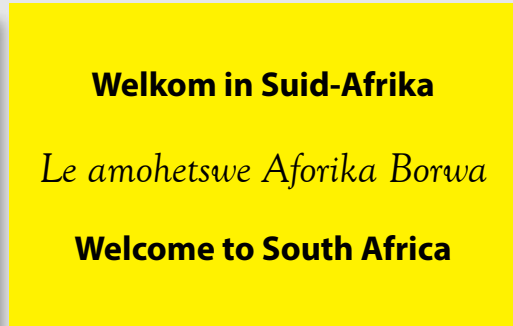 Welkom in Suid-Afrika
Le amohetswe Aforika Borwa
Welcome to South Africa